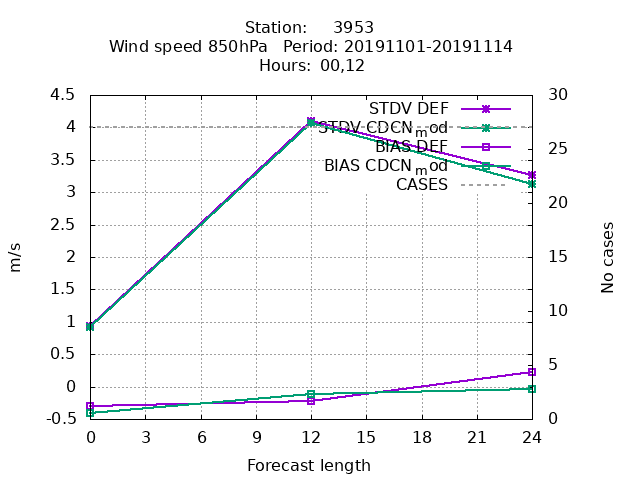 Station: 3953
Wind speed 850hPa Period: 20191101-20191114
Hours: 00,12
4.5
4
3.5
3
2.5
2
1.5
1
0.5
0
-0.5
30
25
20
15
10
5
0
STDV DEF
STDV CDCNmod
BIAS DEF
BIAS CDCNmod
CASES
m/s
No cases
0 3 6 9 12 15 18 21 24
Forecast length